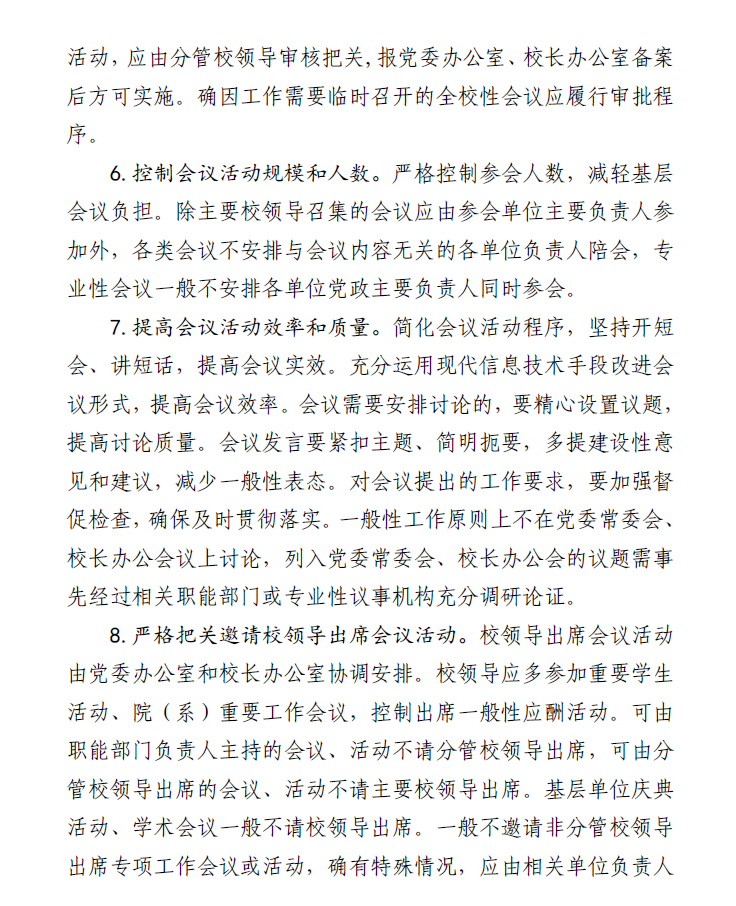 活动，应由分管校领导审核把关,报党委办公室、校长办公室备案
后方可实施。确因工作需要临时召开的全校性会议应履行审批程
序。
6. 控制会议活动规模和人数。严格控制参会人数，减轻基层
会议负担。除主要校领导召集的会议应由参会单位主要负责人参
加外，各类会议不安排与会议内容无关的各单位负责人陪会，专
业性会议一般不安排各单位党政主要负责人同时参会。
7. 提高会议活动效率和质量。简化会议活动程序，坚持开短
会、讲短话，提高会议实效。充分运用现代信息技术手段改进会
议形式，提高会议效率。会议需要安排讨论的，要精心设置议题，
提高讨论质量。会议发言要紧扣主题、简明扼要，多提建设性意
见和建议，减少一般性表态。对会议提出的工作要求，要加强督
促检查，确保及时贯彻落实。一般性工作原则上不在党委常委会、
校长办公会议上讨论，列入党委常委会、校长办公会的议题需事
先经过相关职能部门或专业性议事机构充分调研论证。
8. 严格把关邀请校领导出席会议活动。校领导出席会议活动
由党委办公室和校长办公室协调安排。校领导应多参加重要学生
活动、院（系）重要工作会议，控制出席一般性应酬活动。可由
职能部门负责人主持的会议、活动不请分管校领导出席，可由分
管校领导出席的会议、活动不请主要校领导出席。基层单位庆典
活动、学术会议一般不请校领导出席。一般不邀请非分管校领导
出席专项工作会议或活动，确有特殊情况，应由相关单位负责人